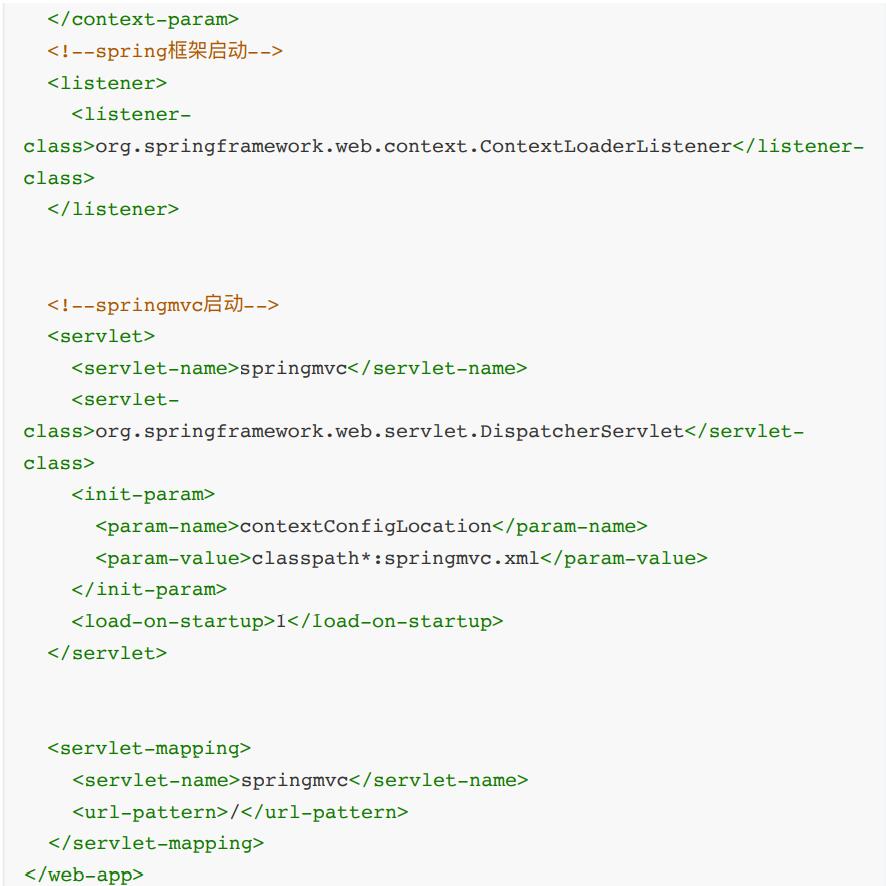 </context-param>
<!--spring框架启动-->
<listener>
<listener-
class>org.springframework.web.context.ContextLoaderListener</listener-
class>
</listener>
<!--springmvc启动-->
<servlet>
<servlet-name>springmvc</servlet-name>
<servlet-
class>org.springframework.web.servlet.DispatcherServlet</servlet-
class>
<init-param>
<param-name>contextConfigLocation</param-name>
<param-value>classpath*:springmvc.xml</param-value>
</init-param>
<load-on-startup>1</load-on-startup>
</servlet>
<servlet-mapping>
<servlet-name>springmvc</servlet-name>
<url-pattern>/</url-pattern>
</servlet-mapping>
</web-app>